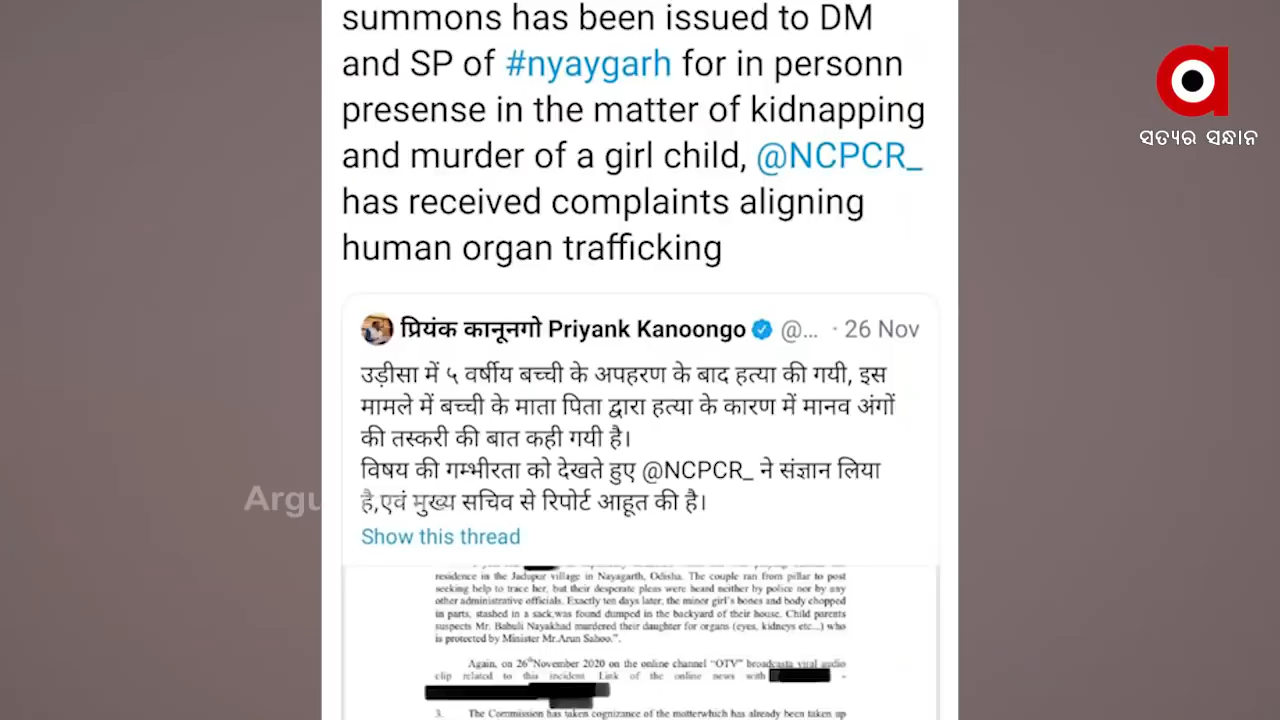 summons has been issued to DM
and SP of #nyaygarh for in personn
presense in the matter of kidnapping
and murder of a girl child, @NCPCR_
has received complaints aligning
human organ trafficking
ସତ୍ୟର ସନ୍ଧାନ
प्रियंक कानूनगो Priyank Kanoongo @... · 26 Nov
उड़ीसा में ५ वर्षीय बच्ची के अपहरण के बाद हत्या की गयी, इस
मामले में बच्ची के माता पिता द्वारा हत्या के कारण में मानव अंगों
की तस्करी की बात कही गयी है।
विषय की गम्भीरता को देखते हुए @NCPCR_ ने संज्ञान लिया
है,एवं मुख्य सचिव से रिपोर्ट आहूत की है।
Argu
Show this thread
residence in the Jadupur village in Nayagarh, Odisha. The couple ran from pillar to post
seeking help to trace her, but their desperate pleas were heard neither by police nor by any
other administrative officials. Exactly ten days later, the minor girl's bones and body chopped
in parts, stashed in a sack,was found dumped in the backyard of their house. Child parents
suspects Mr. Babuli Nayakhad murdered their daughter for organs (eyes, kidneys etc...) who
is protected by Minister Mr.Arun Sahoo.".
Again, on 26thNovember 2020 on the online channel "OTV" broadcasta viral audio
clip related to this incident Link of the online news with -
3. The Commission has taken cognizance of the matterwhich has already been taken up